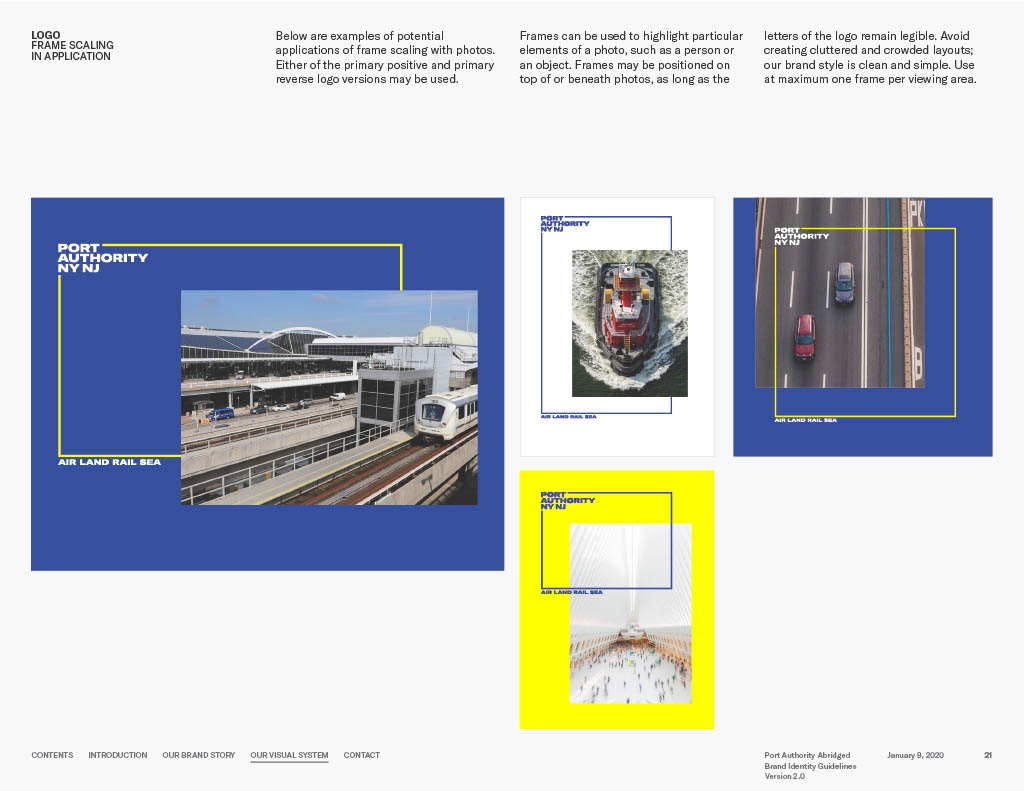 LOGO
FRAME SCALING
IN APPLICATION
Below are examples of potential
applications of frame scaling with photos.
Either of the primary positive and primary
reverse logo versions may be used.
Frames can be used to highlight particular
elements of a photo, such as a person or
an object. Frames may be positioned on
top of or beneath photos, as long as the
letters of the logo remain legible. Avoid
creating cluttered and crowded layouts;
our brand style is clean and simple. Use
at maximum one frame per viewing area.
PORT
AUTHORITY
NY NJ
AIR LAND RAIL SEA
PORT
AUTHORITY
NY NJ
AIR LAND RAIL SEA
PORT
AUTHORITY
NY NJ
AIR LAND RAIL SEA
PORT
AUTHORITY
NY NJ
AIR LAND RAIL SEA
CONTENTS INTRODUCTION OUR BRAND STORY OUR VISUAL SYSTEM CONTACT
Port Authority Abridged
Brand Identity Guidelines
Version 2.0
January 9, 2020
21